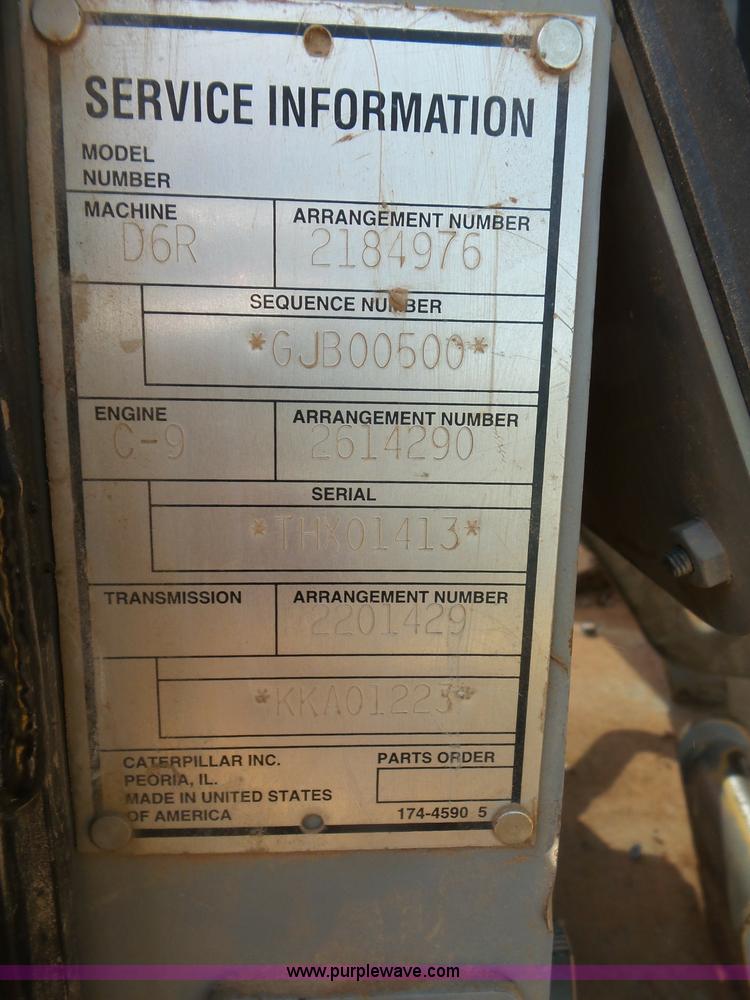 SERVICE INFORMATION
MODEL
NUMBER
MACHINE ARRANGEMENT NUMBER
D6R 2184976
SEQUENCE NUMBER
*GJB00500*
ENGINE ARRANGEMENT NUMBER
C-9 2614290
SERIAL
*THX01413*
TRANSMISSION ARRANGEMENT NUMBER
2201429
*KKA01223*
CATERPILLAR INC. PARTS ORDER
PEORIA, IL.
MADE IN UNITED STATES
OF AMERICA 174-4590 5
www.purplewave.com